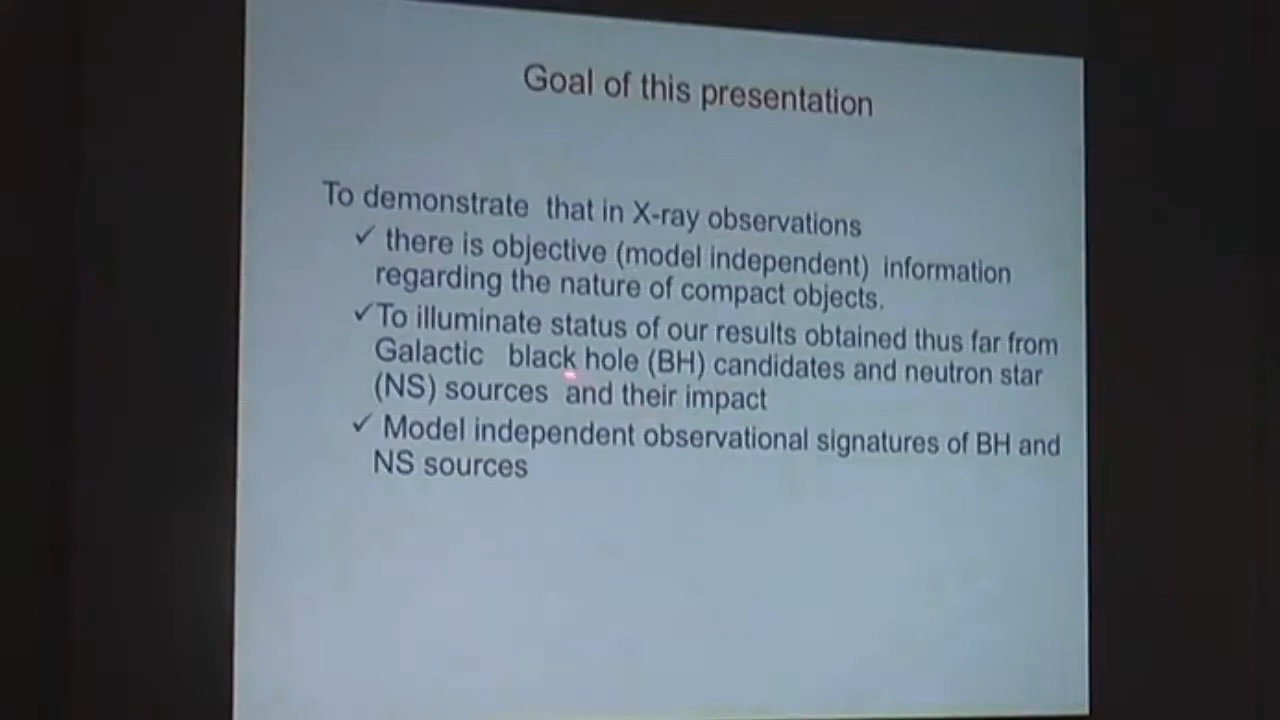 Goal of this presentation
To demonstrate that in X-ray observations
✓ there is objective (model independent) information
regarding the nature of compact objects.
✓To illuminate status of our results obtained thus far from
Galactic black hole (BH) candidates and neutron star
(NS) sources and their impact
✓ Model independent observational signatures of BH and
NS sources